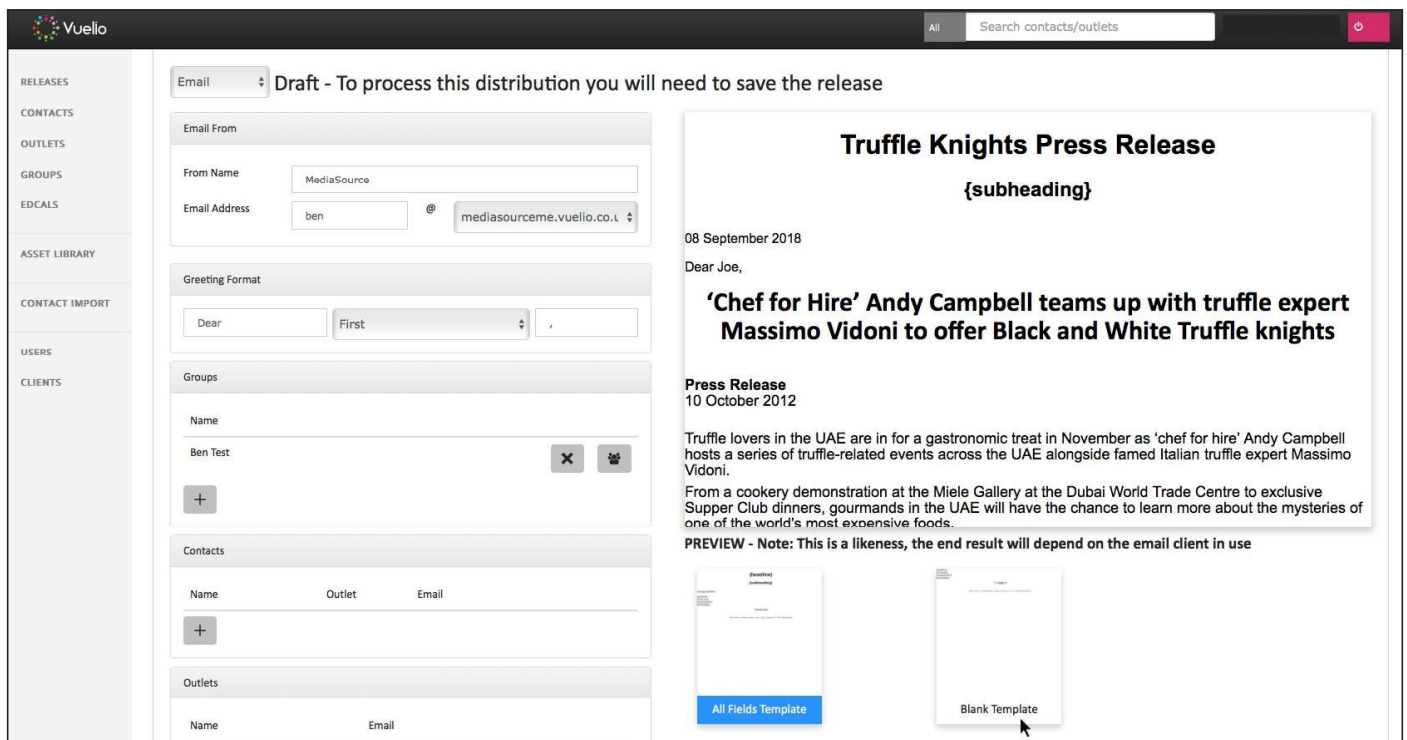 Vuelio
All
Search contacts/outlets
RELEASES
CONTACTS
OUTLETS
GROUPS
EDCALS
ASSET LIBRARY
CONTACT IMPORT
USERS
CLIENTS
Email
Draft - To process this distribution you will need to save the release
Email From
From Name
MediaSource
Email Address
ben
@
mediasourceme.vuelio.co.u
Greeting Format
Dear
First
,
Groups
Name
Ben Test
+
Contacts
Name Outlet Email
+
Outlets
Name Email
Truffle Knights Press Release
{subheading}
08 September 2018
Dear Joe,
‘Chef for Hire’ Andy Campbell teams up with truffle expert
Massimo Vidoni to offer Black and White Truffle knights
Press Release
10 October 2012
Truffle lovers in the UAE are in for a gastronomic treat in November as ‘chef for hire’ Andy Campbell
hosts a series of truffle-related events across the UAE alongside famed Italian truffle expert Massimo
Vidoni.
From a cookery demonstration at the Miele Gallery at the Dubai World Trade Centre to exclusive
Supper Club dinners, gourmands in the UAE will have the chance to learn more about the mysteries of
one of the world’s most expensive foods.
PREVIEW - Note: This is a likeness, the end result will depend on the email client in use
{headline}
{subheading}
All Fields Template
Blank Template